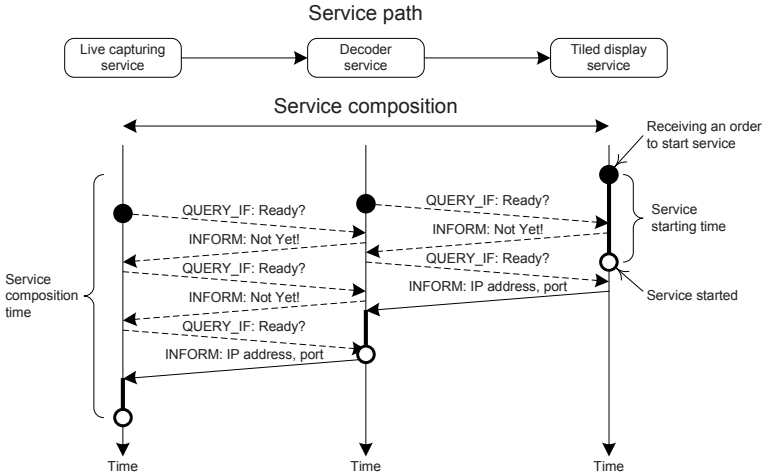 Service path
Live capturing
service
Decoder
service
Tiled display
service
Service composition
Receiving an order
to start service
QUERY_IF: Ready?
QUERY_IF: Ready?
Service
starting time
INFORM: Not Yet!
INFORM: Not Yet!
QUERY_IF: Ready?
QUERY_IF: Ready?
Service
composition
time
INFORM: Not Yet!
INFORM: IP address, port
Service started
QUERY_IF: Ready?
INFORM: IP address, port
Time
Time
Time